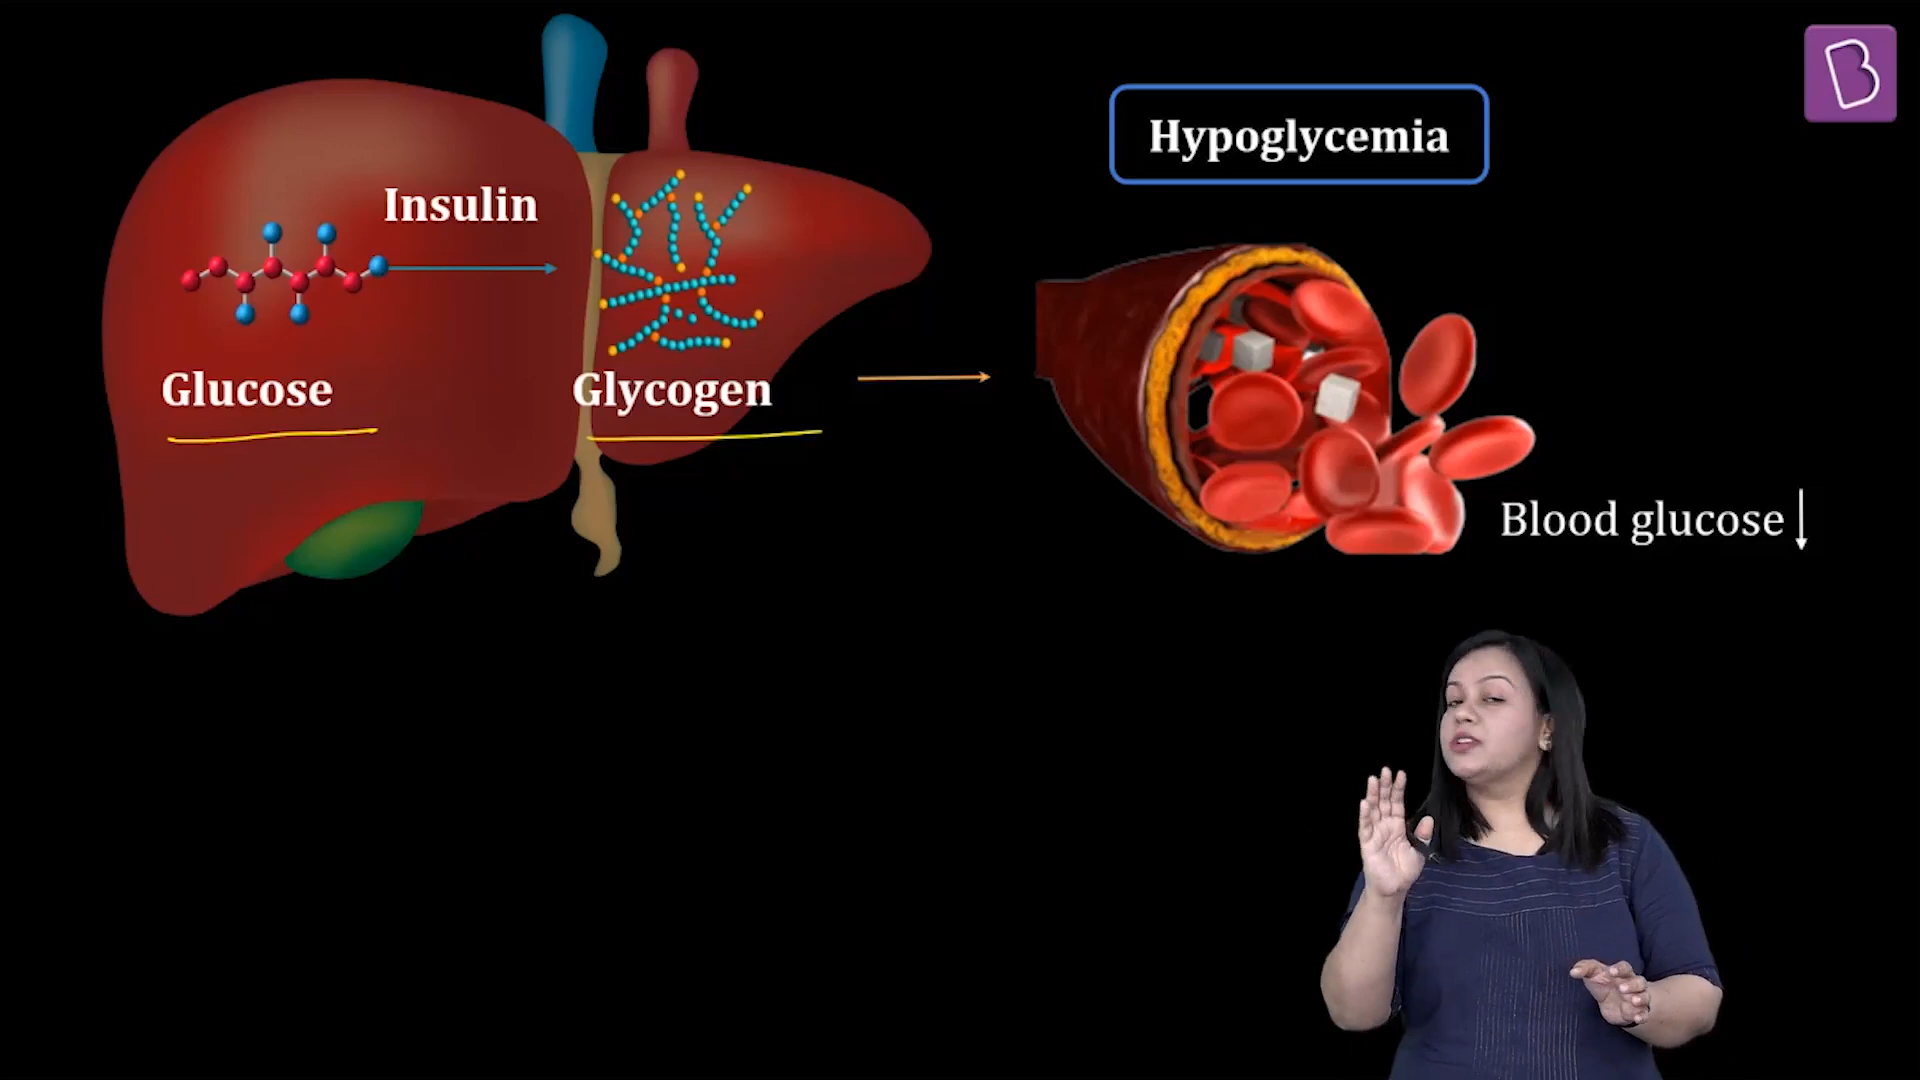 Hypoglycemia
Insulin
Glucose
Glycogen
Blood glucose↓